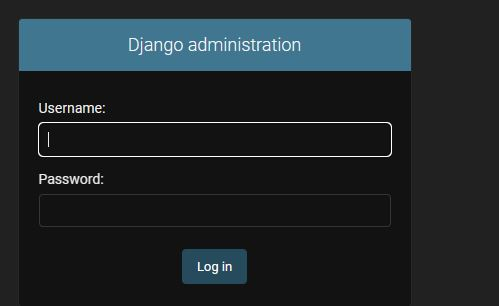 Django administration
Username:
Password:
Log in